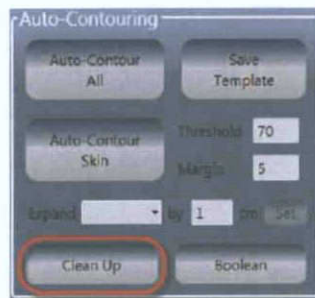 Auto-Contouring
Auto-Contour All
Save Template
Auto-Contour Skin
Threshold 70
Margin 5
Expand by 1 cm Set
Clean Up
Boolean